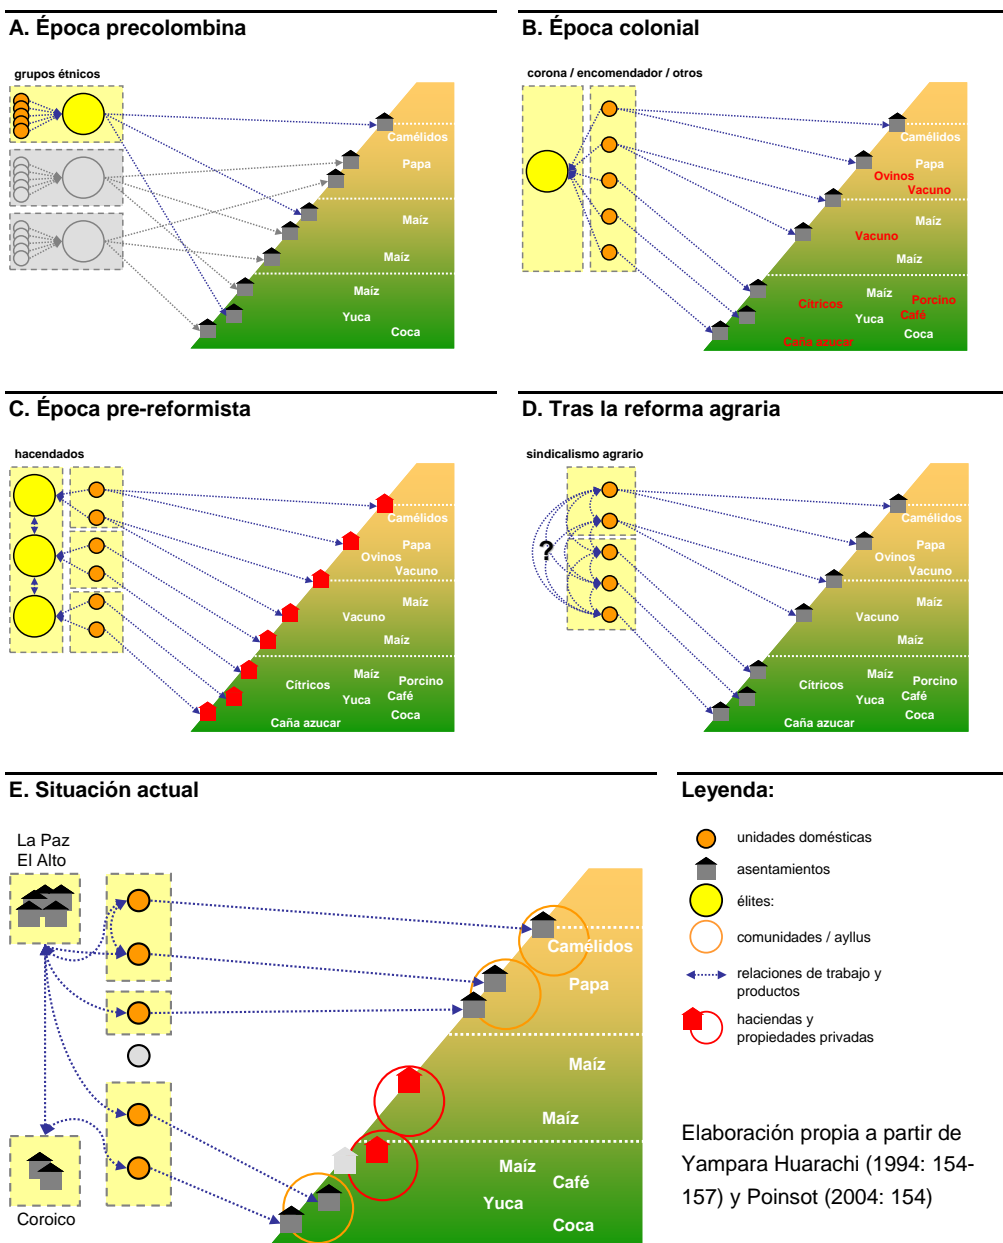 A. Época precolombina
grupos étnicos
Camélidos
Papa
Maíz
Maíz
Maíz
Yuca
Coca
B. Época colonial
corona / encomendador / otros
Camélidos
Papa
Ovinos
Vacuno
Maíz
Vacuno
Maíz
Maíz
Porcino
Cítricos
Café
Yuca
Coca
Caña azucar
C. Época pre-reformista
hacendados
Camélidos
Papa
Ovinos
Vacuno
Maíz
Vacuno
Maíz
Maíz
Porcino
Cítricos
Café
Yuca
Coca
Caña azucar
D. Tras la reforma agraria
sindicalismo agrario
?
Camélidos
Papa
Ovinos
Vacuno
Maíz
Vacuno
Maíz
Maíz
Porcino
Cítricos
Café
Yuca
Coca
Caña azucar
E. Situación actual
La Paz
El Alto
Camélidos
Papa
Maíz
Maíz
Maíz
Café
Yuca
Coca
Coroico
Leyenda:
unidades domésticas
asentamientos
élites:
comunidades / ayllus
relaciones de trabajo y
productos
haciendas y
propiedades privadas
Elaboración propia a partir de
Yampara Huarachi (1994: 154-
157) y Poinsot (2004: 154)